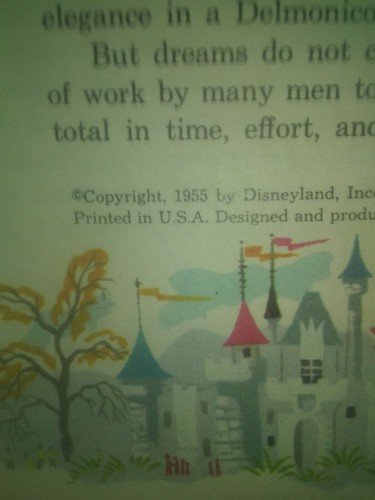 elegance in a Delmonico
But dreams do not
of work by many men to
total in time, effort, and
©Copyright, 1955 by Disneyland, Inc
Printed in U.S.A. Designed and produ